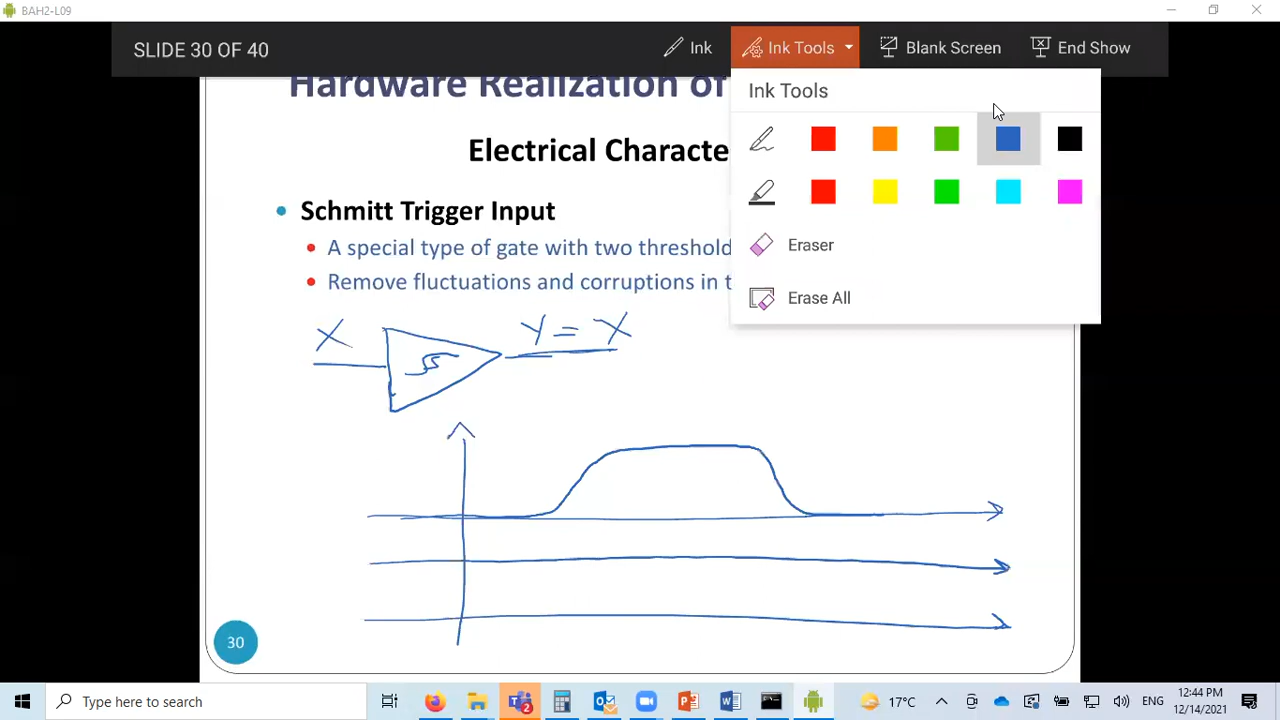 BAH2-L09
SLIDE 30 OF 40
Ink
Ink Tools
Blank Screen
End Show
Hardware Realization of
Ink Tools
Electrical Characte
Schmitt Trigger Input
A special type of gate with two threshold
Remove fluctuations and corruptions in t
Eraser
Erase All
X
Y = X
30
Type here to search
2
17°C
ENG
12:44 PM
12/14/2021